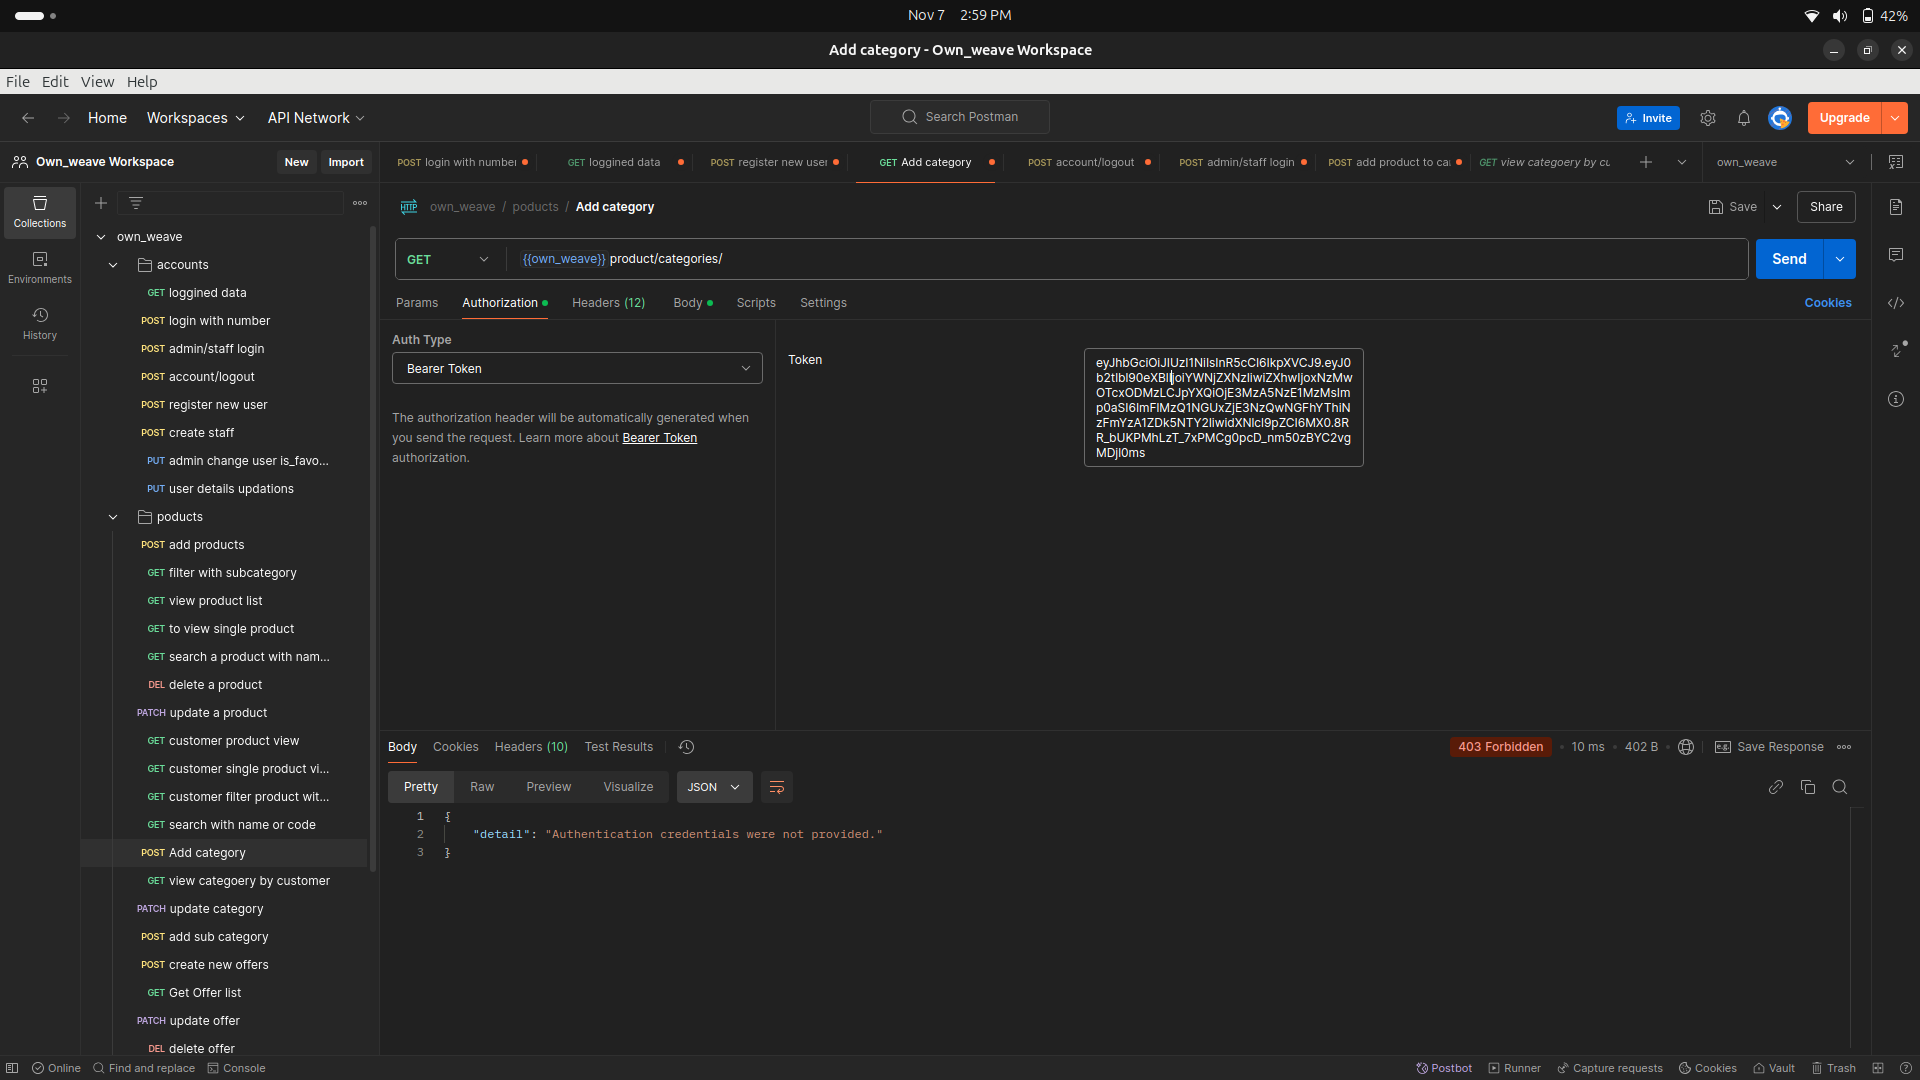 Nov 7 2:59 PM
42%
Add category - Own_weave Workspace
File Edit View Help
Home Workspaces API Network
Search Postman
Invite
Upgrade
Own_weave Workspace
New Import
POST login with number
GET loggined data
POST register new user
GET Add category
POST account/logout
POST admin/staff login
POST add product to ca
GET view categoery by cu
own_weave
Collections
Environments
History
own_weave
accounts
GET loggined data
POST login with number
POST admin/staff login
POST account/logout
POST register new user
POST create staff
PUT admin change user is_favo...
PUT user details updations
poducts
POST add products
GET filter with subcategory
GET view product list
GET to view single product
GET search a product with nam...
DEL delete a product
PATCH update a product
GET customer product view
GET customer single product vi...
GET customer filter product wit...
GET search with name or code
POST Add category
GET view categoery by customer
PATCH update category
POST add sub category
POST create new offers
GET Get Offer list
PATCH update offer
DEL delete offer
HTTP own_weave / poducts / Add category
Save Share
GET {{own_weave}} product/categories/
Send
Params Authorization Headers (12) Body Scripts Settings
Cookies
Auth Type
Bearer Token
The authorization header will be automatically generated when
you send the request. Learn more about Bearer Token
authorization.
Token
Body Cookies Headers (10) Test Results
403 Forbidden 10 ms 402 B
e.g. Save Response
Pretty Raw Preview Visualize JSON
1 {
2 "detail": "Authentication credentials were not provided."
3 }
Online Find and replace Console
Postbot Runner Capture requests Cookies Vault Trash